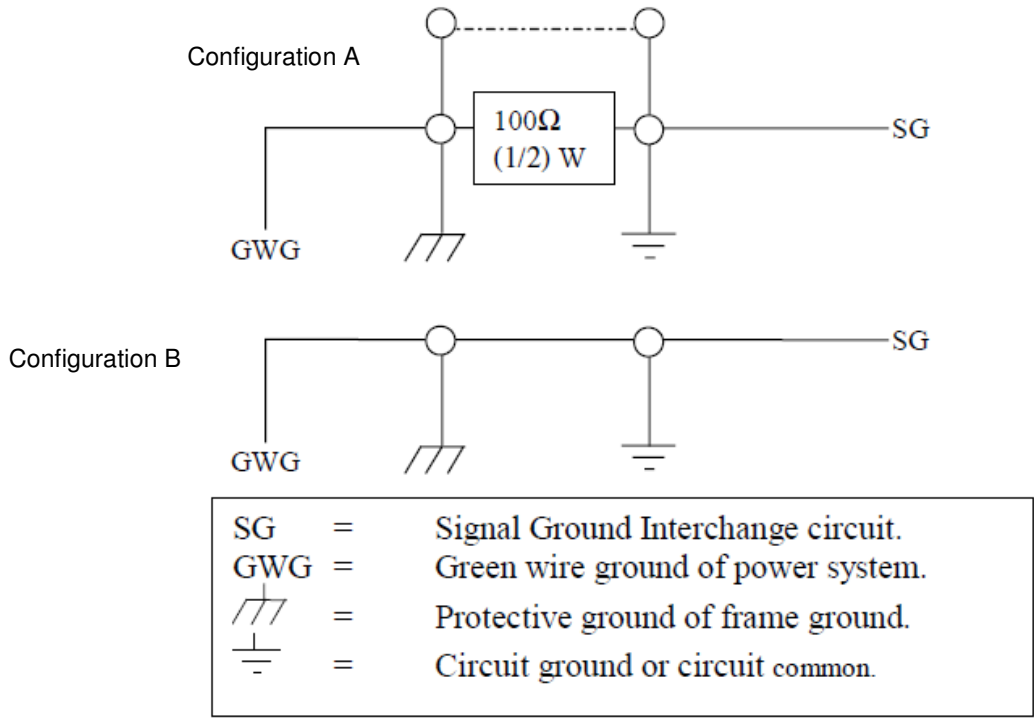 Configuration A
100Ω
(1/2) W
SG
GWG
Configuration B
SG
GWG
SG = Signal Ground Interchange circuit.
GWG = Green wire ground of power system.
= Protective ground of frame ground.
= Circuit ground or circuit common.